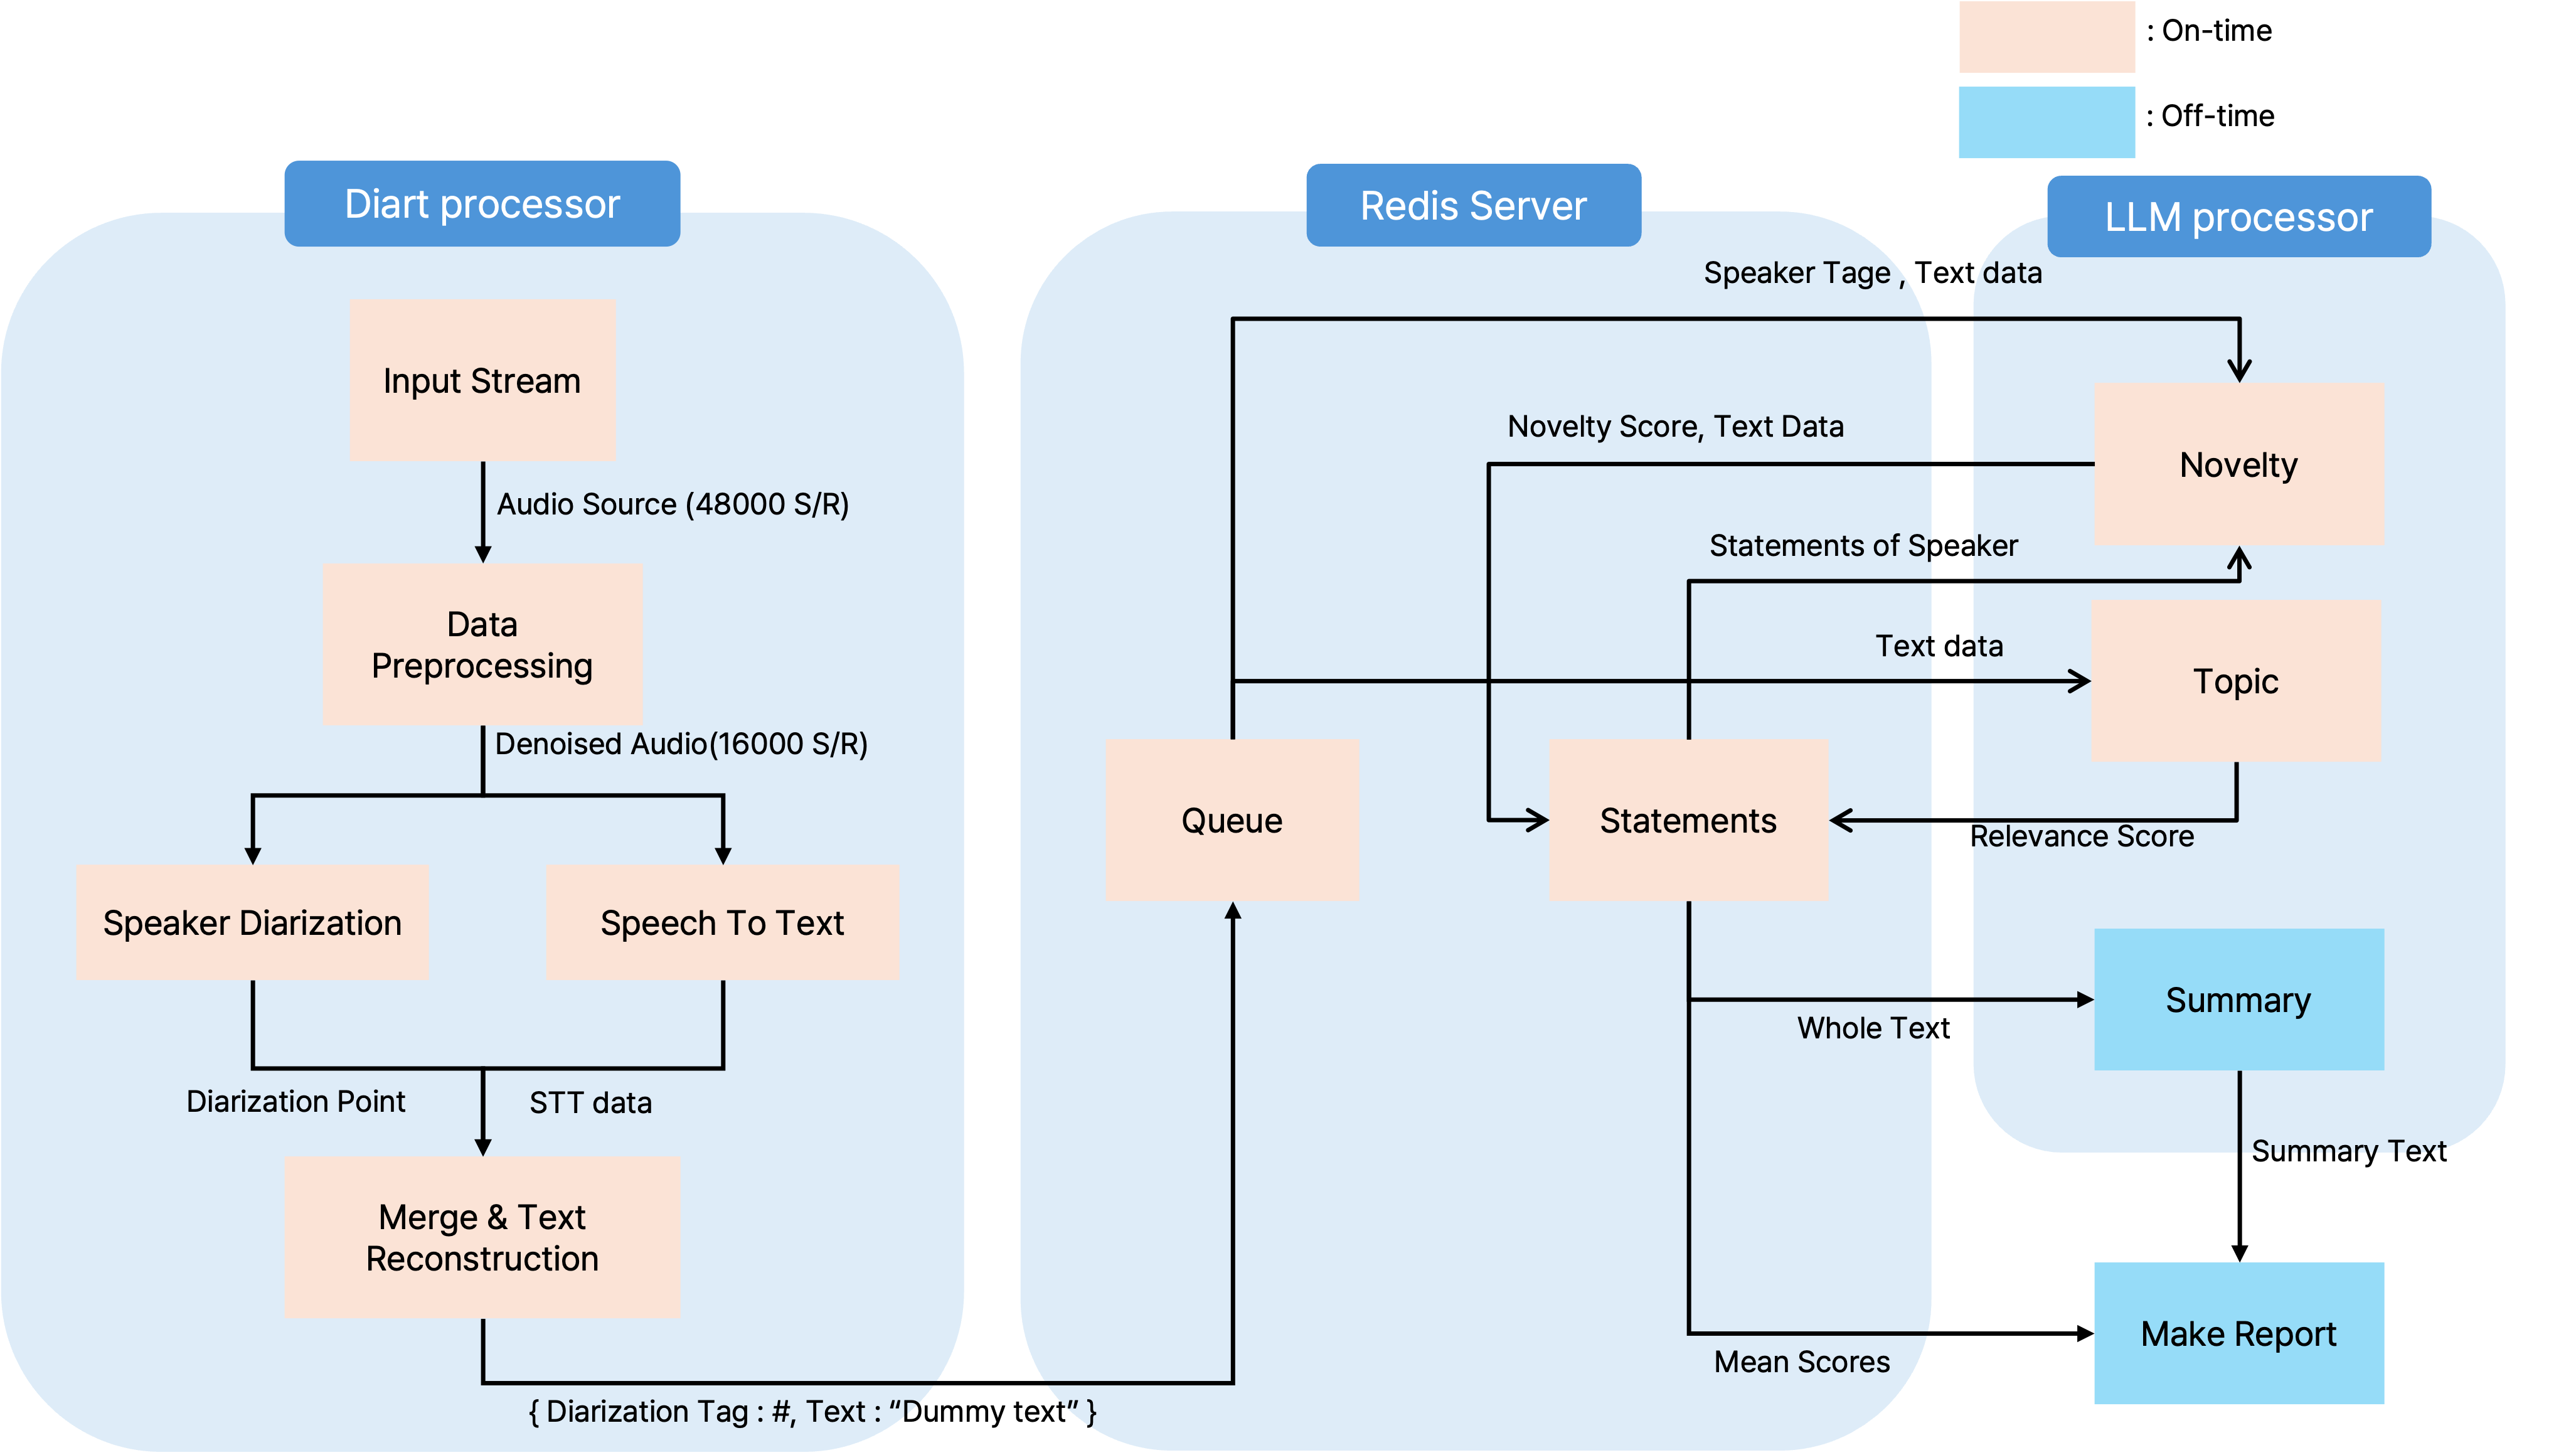 : On-time
: Off-time
Diart processor
Redis Server
LLM processor
Input Stream
Audio Source (48000 S/R)
Data
Preprocessing
Denoised Audio(16000 S/R)
Speaker Diarization
Speech To Text
Diarization Point
STT data
Merge & Text
Reconstruction
{ Diarization Tag : #, Text : “Dummy text” }
Speaker Tage , Text data
Novelty Score, Text Data
Novelty
Statements of Speaker
Text data
Topic
Queue
Statements
Relevance Score
Summary
Whole Text
Summary Text
Make Report
Mean Scores